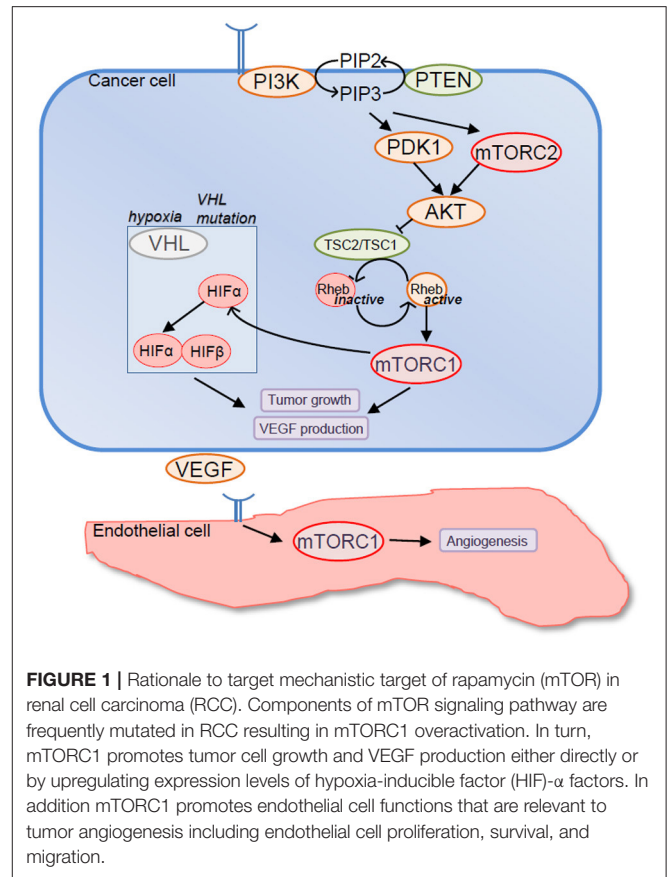 PIP2
Cancer cell
PI3K
PTEN
PIP3
PDK1
mTORC2
AKT
VHL
mutation
hypoxia
VHL
TSC2/TSC1
HIFα
Rheb
inactive
Rheb
active
HIFα
HIFβ
mTORC1
Tumor growth
VEGF production
VEGF
Endothelial cell
mTORC1
Angiogenesis
FIGURE 1 | Rationale to target mechanistic target of rapamycin (mTOR) in
renal cell carcinoma (RCC). Components of mTOR signaling pathway are
frequently mutated in RCC resulting in mTORC1 overactivation. In turn,
mTORC1 promotes tumor cell growth and VEGF production either directly or
by upregulating expression levels of hypoxia-inducible factor (HIF)-α factors. In
addition mTORC1 promotes endothelial cell functions that are relevant to
tumor angiogenesis including endothelial cell proliferation, survival, and
migration.